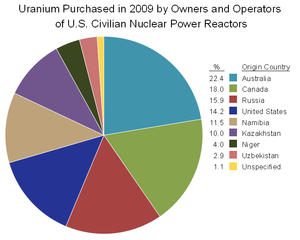 Uranium Purchased in 2009 by Owners and Operators
of U.S. Civilian Nuclear Power Reactors
% Origin Country
22.4 Australia
18.0 Canada
15.9 Russia
14.2 United States
11.5 Namibia
10.0 Kazakhstan
4.0 Niger
2.9 Uzbekistan
1.1 Unspecified